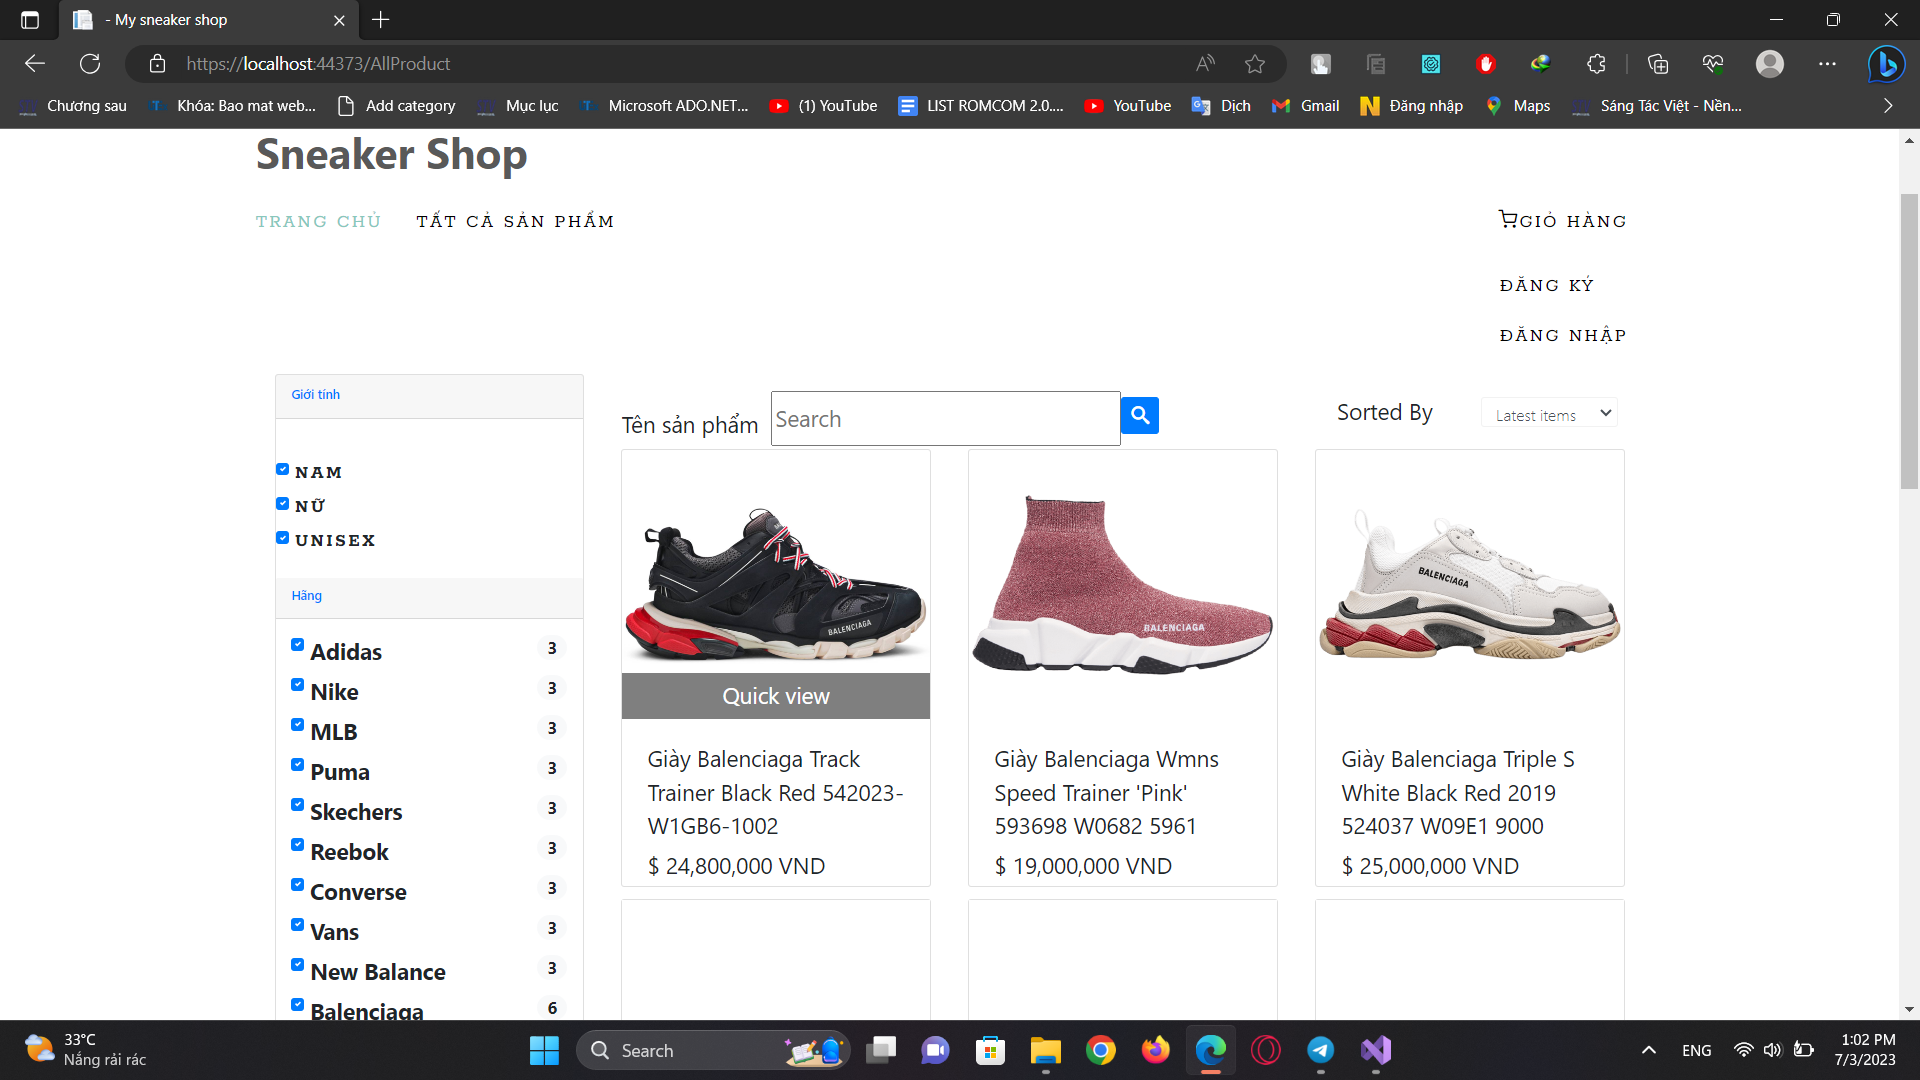 - My sneaker shop
https://localhost:44373/AllProduct
Chương sau
Khóa: Bao mat web...
Add category
Mục lục
Microsoft ADO.NET...
(1) YouTube
LIST ROMCOM 2.0....
YouTube
Dịch
Gmail
Đăng nhập
Maps
Sáng Tác Việt - Nền...
Sneaker Shop
TRANG CHỦ
TẤT CẢ SẢN PHẨM
GIỎ HÀNG
ĐĂNG KÝ
ĐĂNG NHẬP
Giới tính
NAM
NỮ
UNISEX
Hãng
Adidas 3
Nike 3
MLB 3
Puma 3
Skechers 3
Reebok 3
Converse 3
Vans 3
New Balance 3
Balenciaga 6
Tên sản phẩm
Search
Sorted By
Latest items
BALENCIAGA
Quick view
Giày Balenciaga Track
Trainer Black Red 542023-
W1GB6-1002
$ 24,800,000 VND
BALENCIAGA
Giày Balenciaga Wmns
Speed Trainer 'Pink'
593698 W0682 5961
$ 19,000,000 VND
BALENCIAGA
Giày Balenciaga Triple S
White Black Red 2019
524037 W09E1 9000
$ 25,000,000 VND
33°C
Nắng rải rác
Search
ENG
1:02 PM
7/3/2023